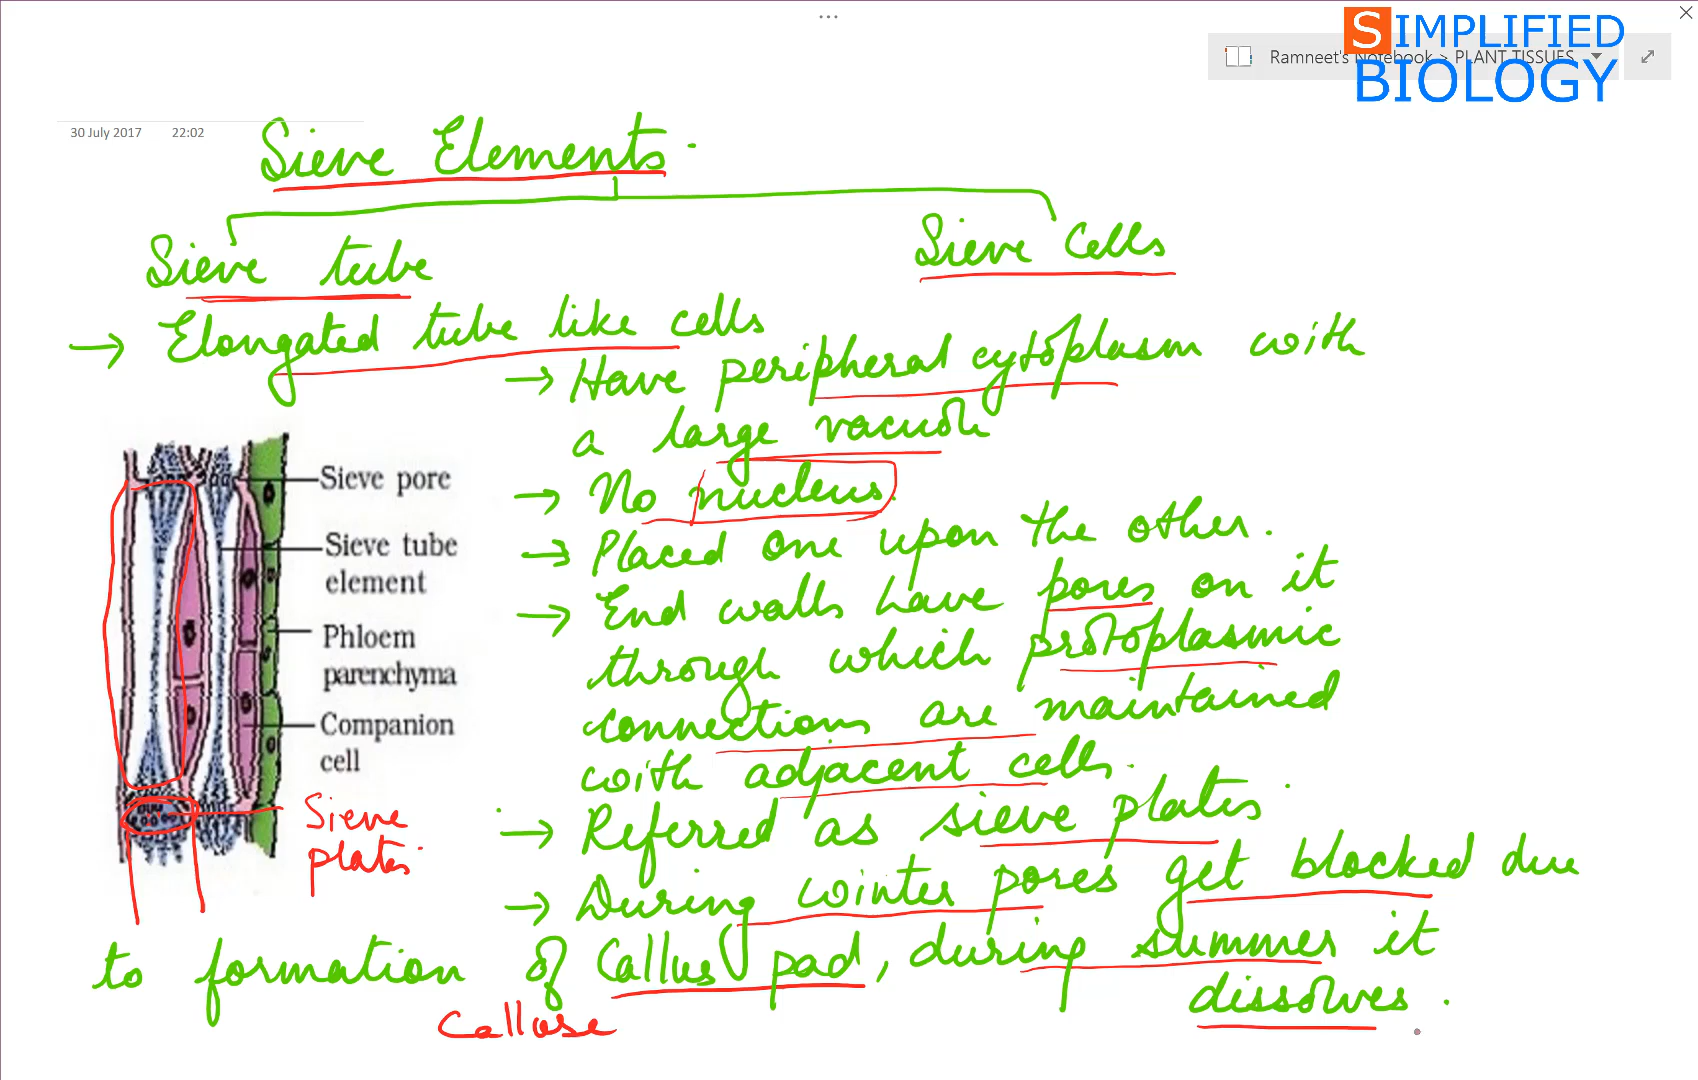 SIMPLIFIED
BIOLOGY
Ramneet's Notebook > PLANT TISSUES
30 July 2017 22:02
Sieve Elements.
Sieve tube
Sieve Cells
→ Elongated tube like cells
→ Have peripheral cytoplasm with
a large vacuole
→ No nucleus.
→ Placed one upon the other.
→ End walls have pores on it
through which protoplasmic
connections are maintained
with adjacent cells.
→ Referred as sieve plates.
→ During winter pores get blocked due
to formation of Callus pad, during summer it
dissolves.
Callose
Sieve pore
Sieve tube
element
Phloem
parenchyma
Companion
cell
Sieve
plates